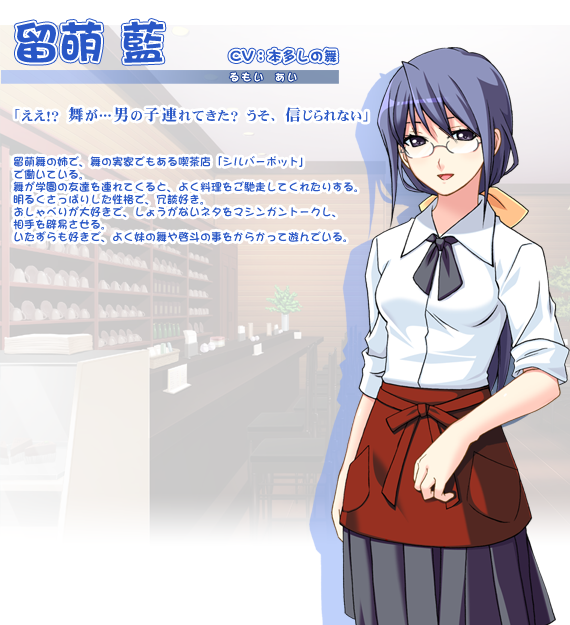 留萌 藍
CV：本多しの舞
るもい あい
「ええ!? 舞が…男の子連れてきた? うそ、信じられない」
留萌舞の姉で、舞の実家でもある喫茶店「シルバーポット」
で働いている。
舞が学園の友達を連れてくると、よく料理をご馳走してくれたりする。
明るくさっぱりした性格で、冗談好き。
おしゃべりが大好きで、しょうがないネタをマシンガントークし、
相手を辟易させる。
いたずらも好きで、よく妹の舞や啓斗の事をからかって遊んでいる。